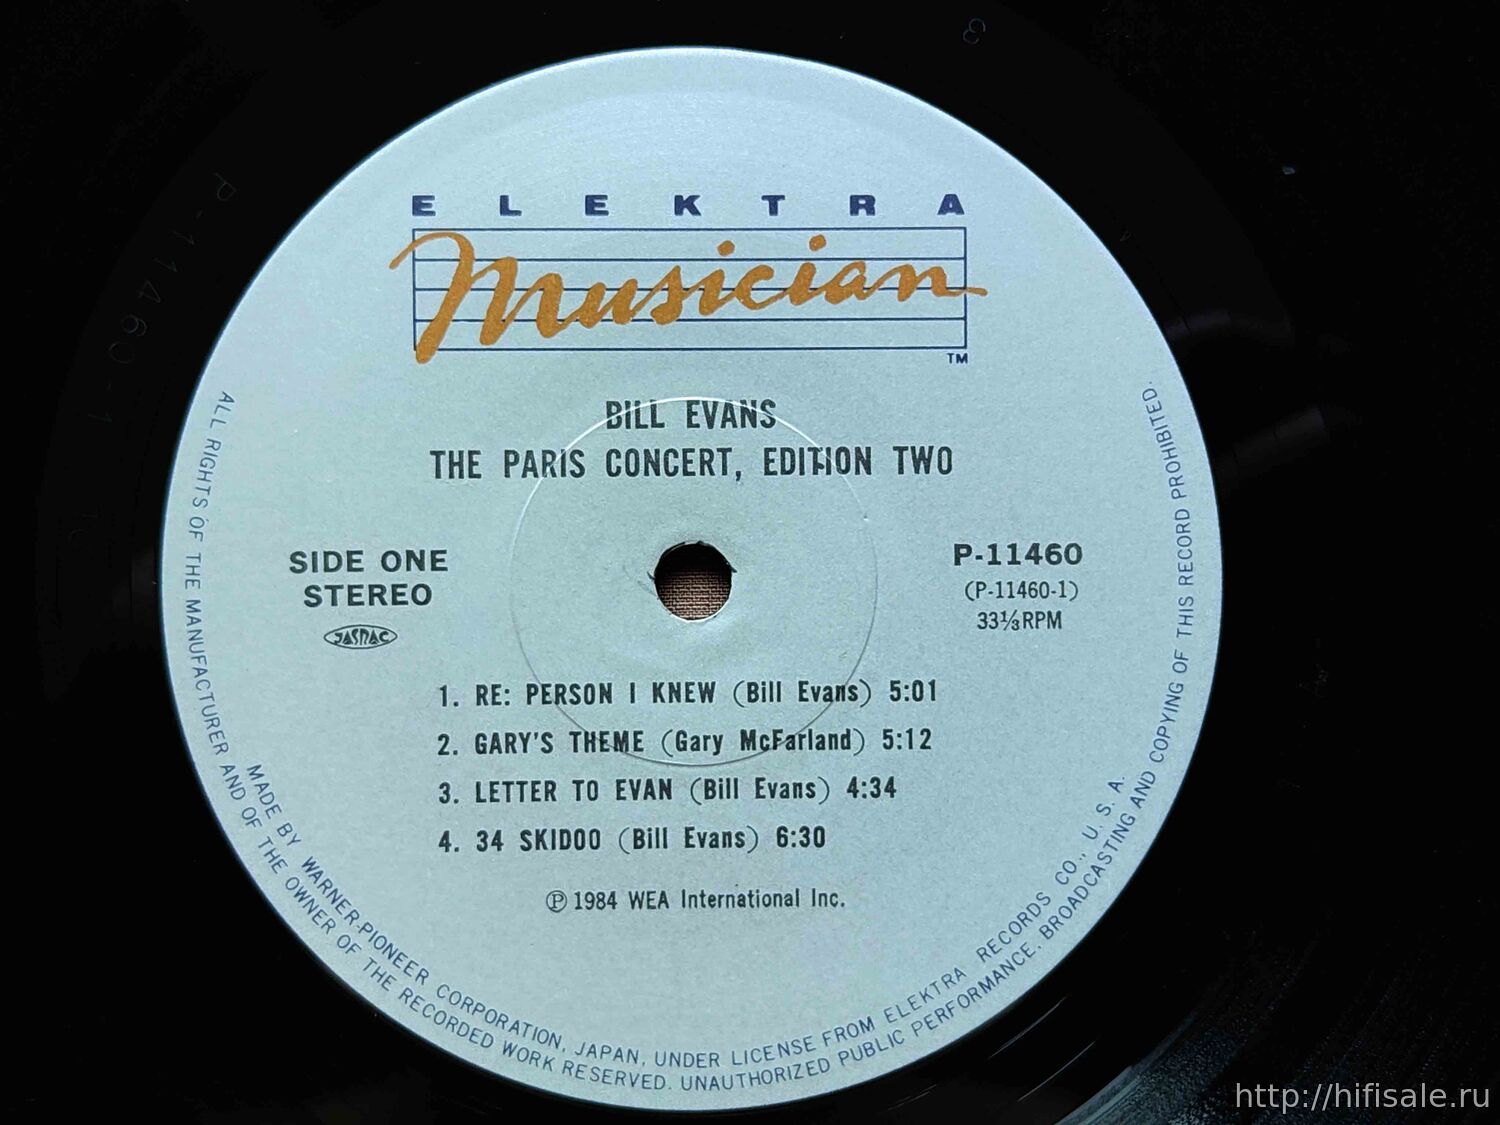 ELEKTRA
Musician
TM
BILL EVANS
THE PARIS CONCERT, EDITION TWO
SIDE ONE
STEREO
JASRAC
P-11460
(P-11460-1)
33⅓RPM
1. RE: PERSON I KNEW (Bill Evans) 5:01
2. GARY'S THEME (Gary McFarland) 5:12
3. LETTER TO EVAN (Bill Evans) 4:34
4. 34 SKIDOO (Bill Evans) 6:30
Ⓟ 1984 WEA International Inc.
MADE BY WARNER-PIONEER CORPORATION, JAPAN, UNDER LICENSE FROM ELEKTRA RECORDS CO., U. S. A.
ALL RIGHTS OF THE MANUFACTURER AND OF THE OWNER OF THE RECORDED WORK RESERVED. UNAUTHORIZED PUBLIC PERFORMANCE. BROADCASTING AND COPYING OF THIS RECORD PROHIBITED.
P-11460-1
3
http://hifisale.ru